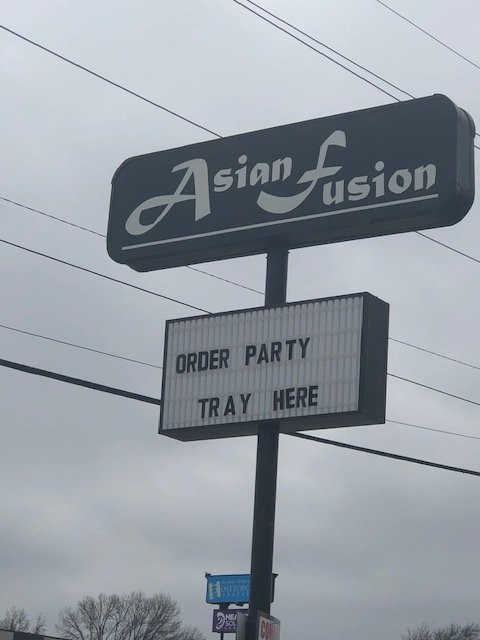 Asian Fusion
ORDER PARTY
TRAY HERE